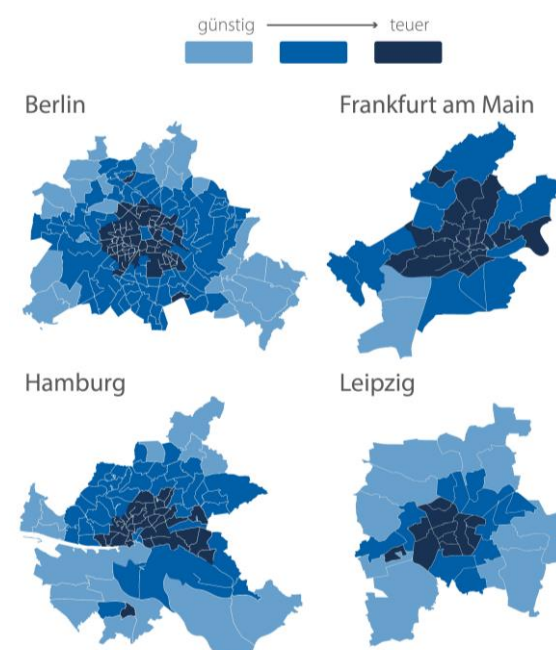 günstig teuer
Berlin
Frankfurt am Main
Hamburg
Leipzig